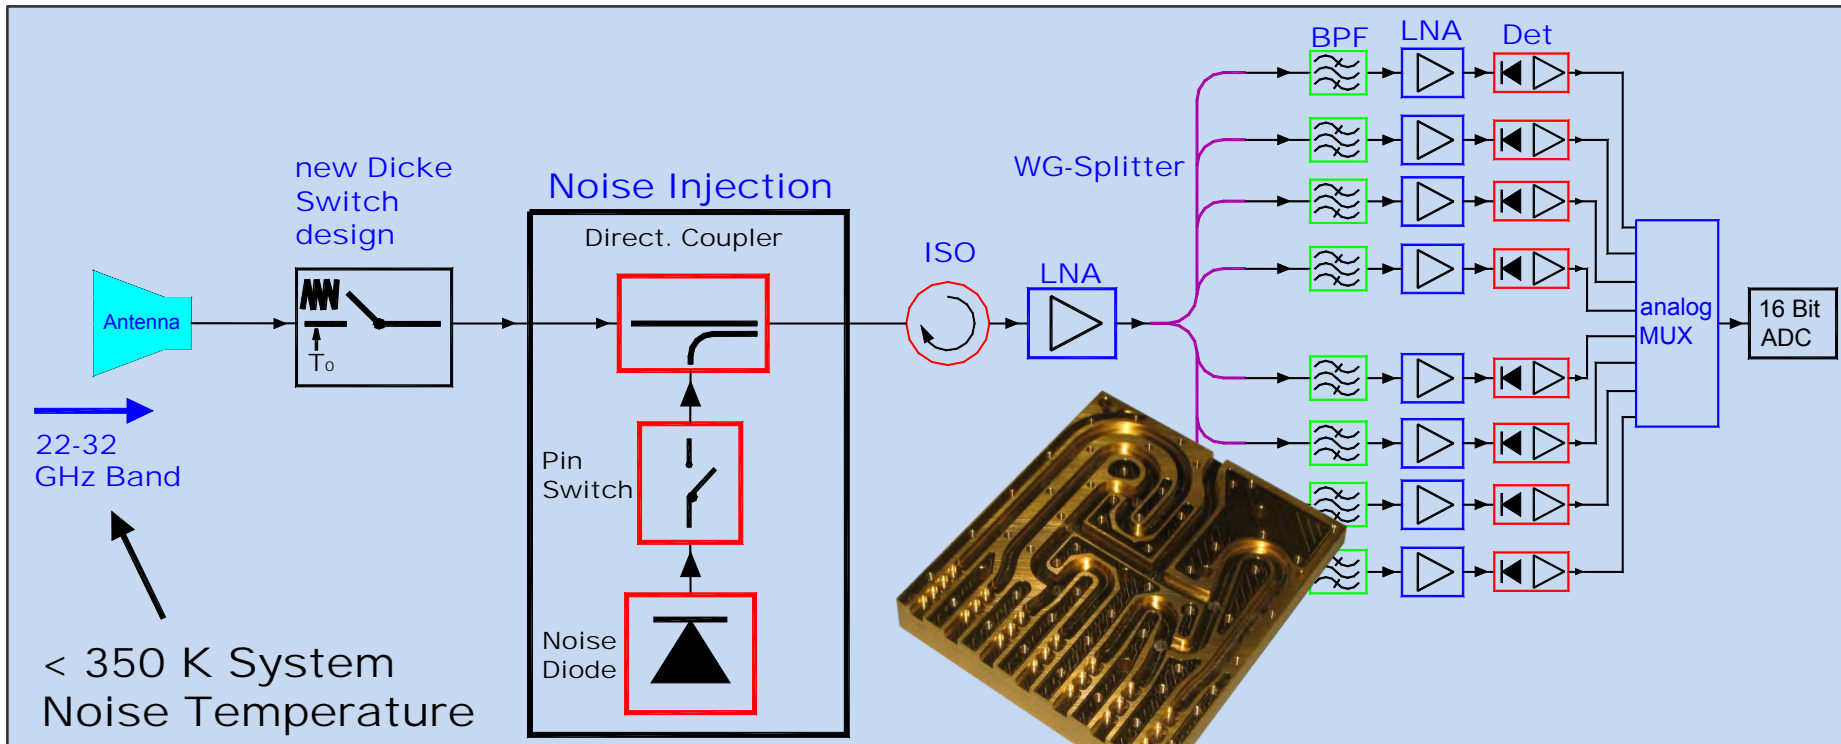 BPF
LNA
Det
new Dicke
Switch
design
Noise Injection
Direct. Coupler
WG-Splitter
ISO
LNA
Antenna
T0
analog
MUX
16 Bit
ADC
22-32
GHz Band
Pin
Switch
Noise
Diode
< 350 K System
Noise Temperature